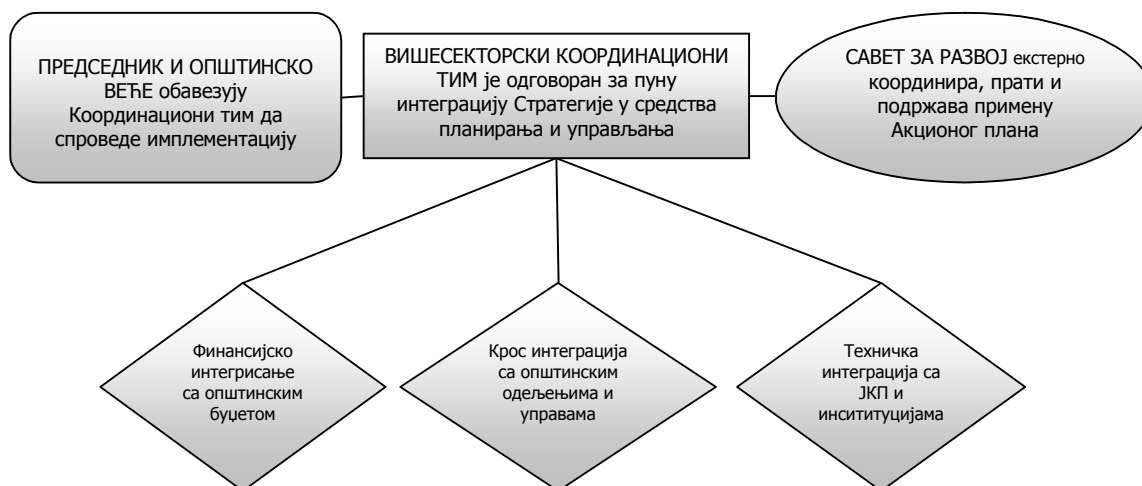 ПРЕДСЕДНИК И ОПШТИНСКО
ВЕЋЕ обавезују
Координациони тим да
спроведе имплементацију
ВИШЕСЕКТОРСКИ КООРДИНАЦИОНИ
ТИМ је одговоран за пуну
интеграцију Стратегије у средства
планирања и управљања
САВЕТ ЗА РАЗВОЈ екстерно
координира, прати и
подржава примену
Акционог плана
Финансијско
интегрисање
са општинским
буџетом
Крос интеграција
са општинским
одељењима и
управама
Техничка
интеграција са
ЈКП и
инсититуцијама